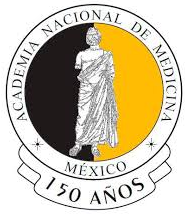 ACADEMIA NACIONAL DE MEDICINA
MÉXICO
150 AÑOS